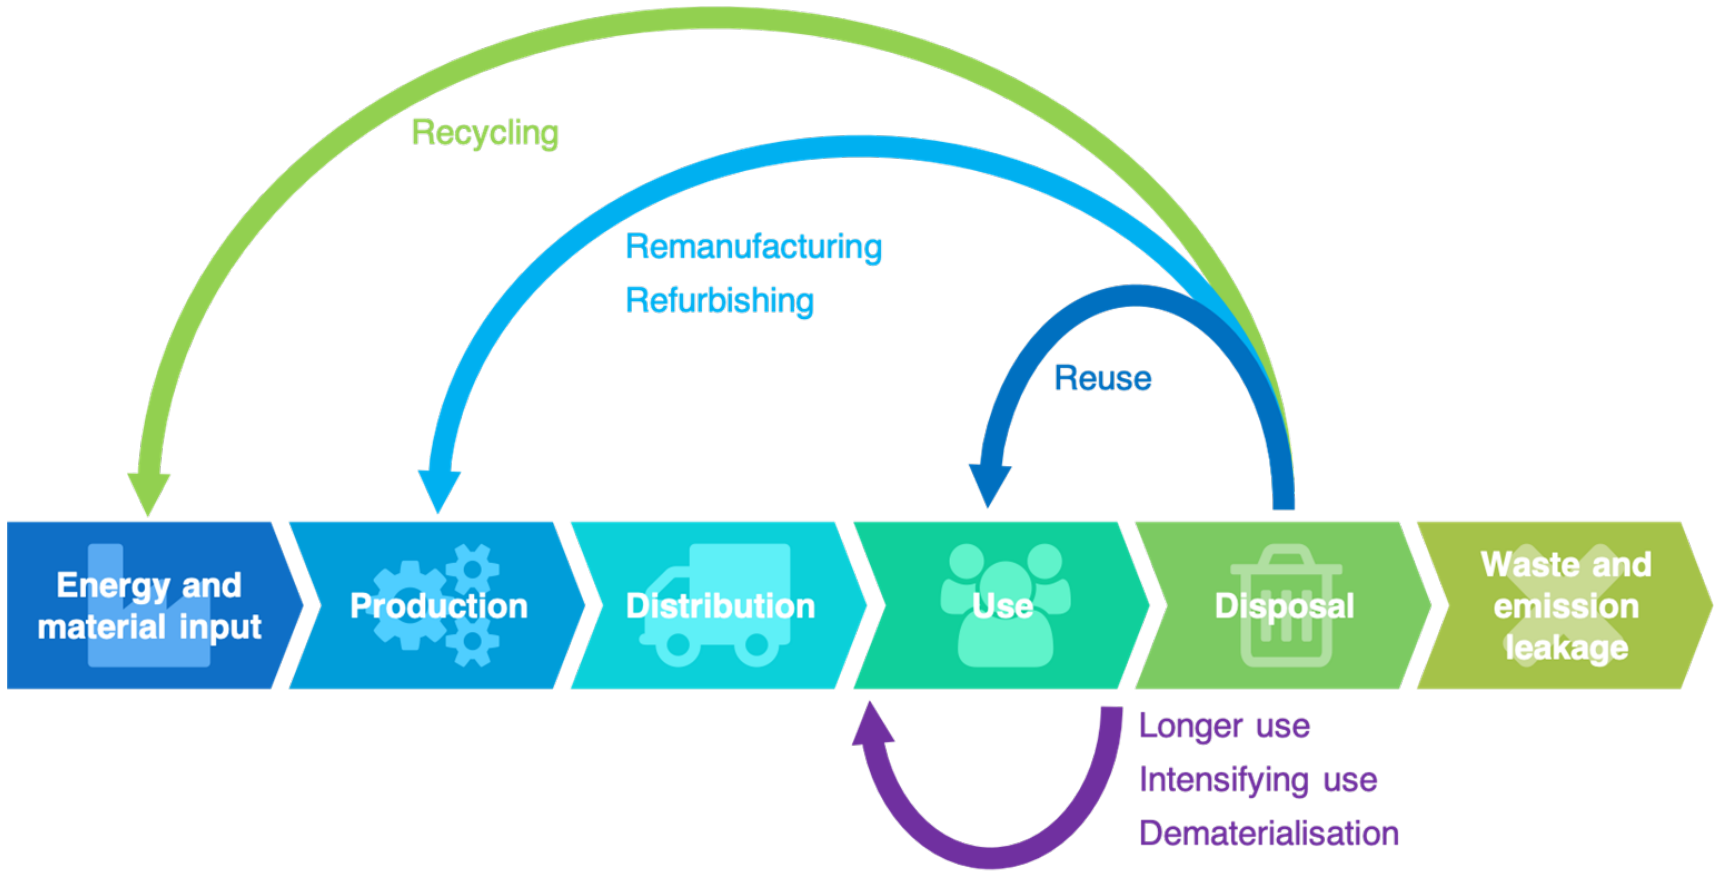 Recycling
Remanufacturing
Refurbishing
Reuse
Energy and
material input
Production
Distribution
Use
Disposal
Waste and
emission
leakage
Longer use
Intensifying use
Dematerialisation